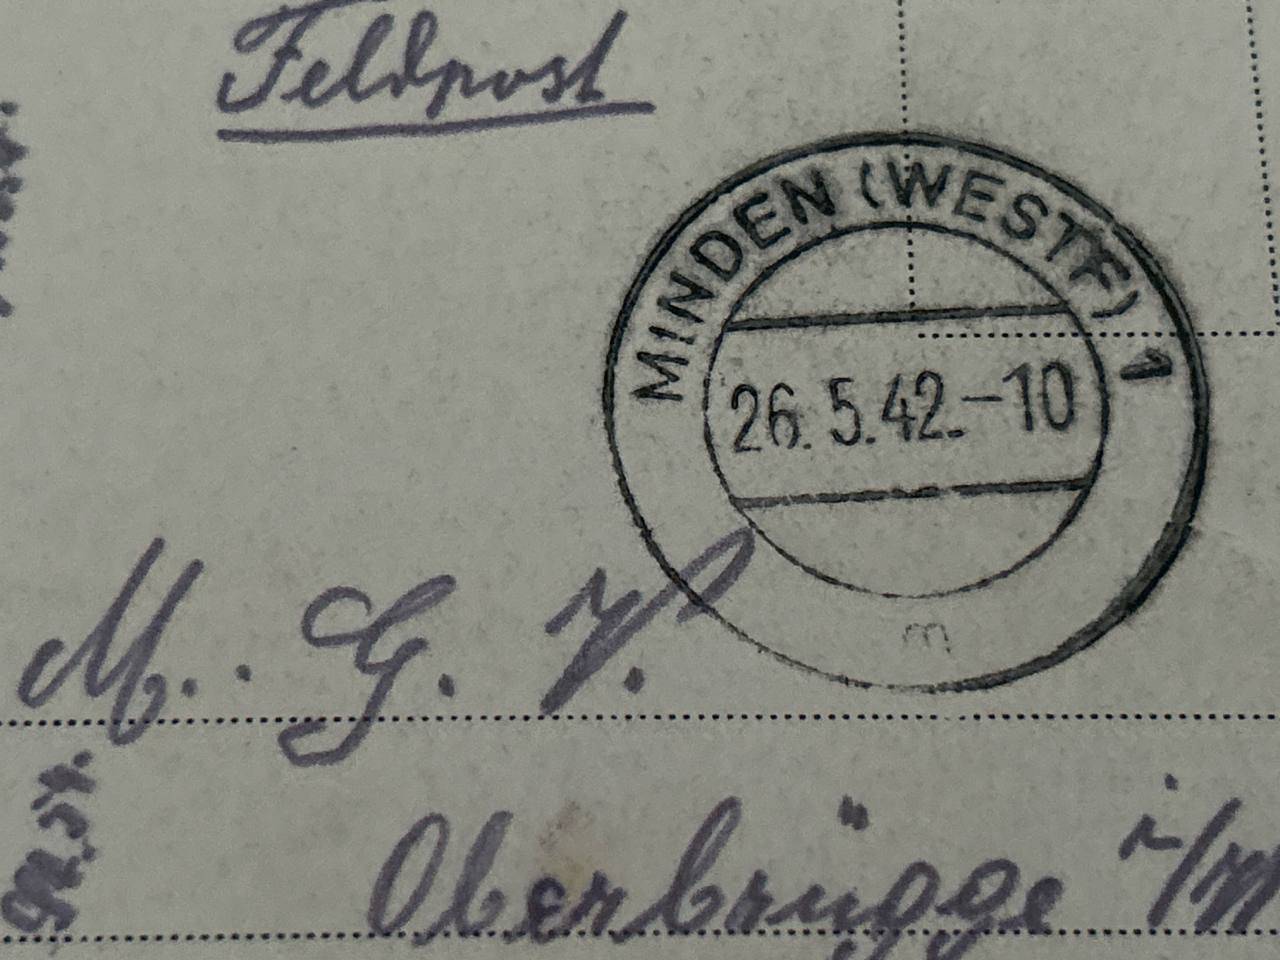 Feldpost
MINDEN (WESTF) 1
26.5.42.-10
m
M. G. V.
Oberbrügge i/W